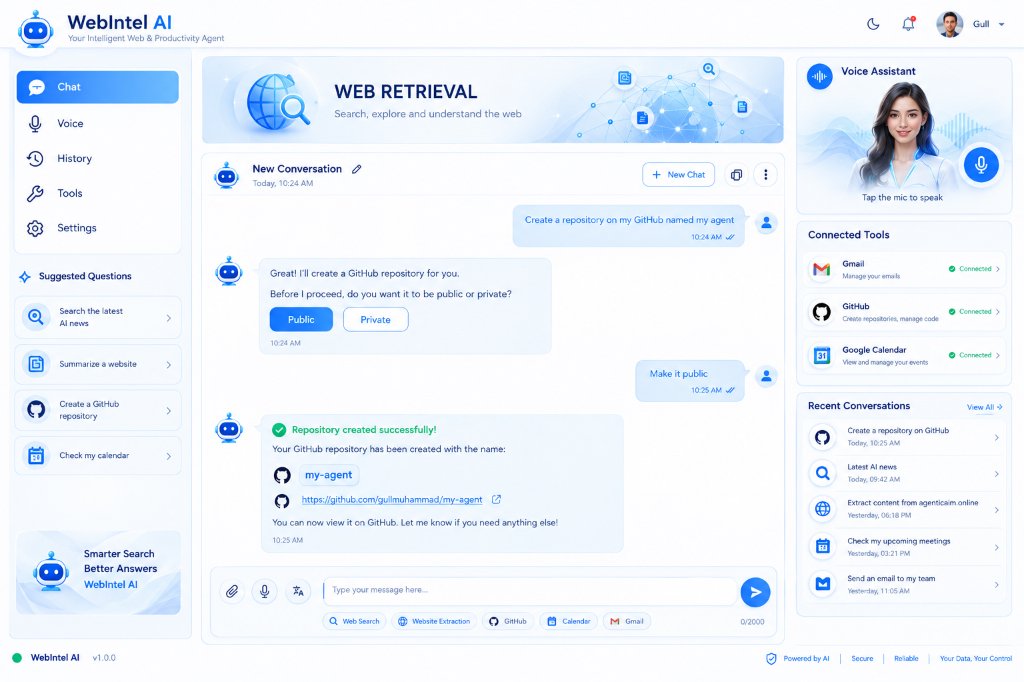 WebIntel AI
Your Intelligent Web & Productivity Agent
Gull
Chat
Voice
History
Tools
Settings
Suggested Questions
Search the latest
AI news
Summarize a website
Create a GitHub
repository
Check my calendar
Smarter Search
Better Answers
WebIntel AI
WEB RETRIEVAL
Search, explore and understand the web
New Conversation
Today, 10:24 AM
New Chat
Create a repository on my GitHub named my agent
10:24 AM
Great! I'll create a GitHub repository for you.
Before I proceed, do you want it to be public or private?
Public
Private
10:24 AM
Make it public
10:25 AM
Repository created successfully!
Your GitHub repository has been created with the name:
my-agent
https://github.com/gullmuhammad/my-agent
You can now view it on GitHub. Let me know if you need anything else!
10:25 AM
Type your message here...
Web Search
Website Extraction
GitHub
Calendar
Gmail
0/2000
Voice Assistant
Tap the mic to speak
Connected Tools
Gmail
Manage your emails
Connected
GitHub
Create repositories, manage code
Connected
31
Google Calendar
View and manage your events
Connected
Recent Conversations
View All
Create a repository on GitHub
Today, 10:25 AM
Latest AI news
Today, 09:42 AM
Extract content from agenticaim.online
Yesterday, 06:18 PM
Check my upcoming meetings
Yesterday, 03:21 PM
Send an email to my team
Yesterday, 11:05 AM
WebIntel AI
v1.0.0
Powered by AI
Secure
Reliable
Your Data, Your Control